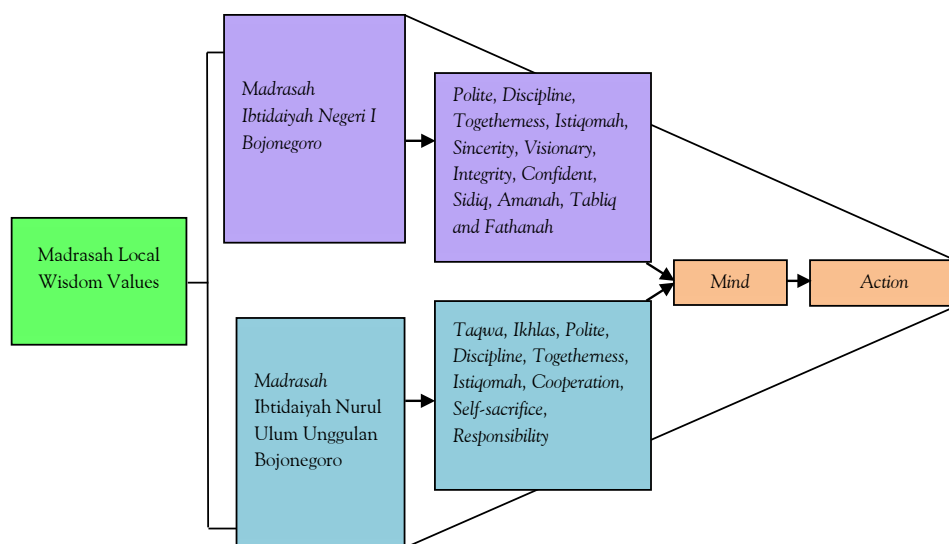 Madrasah Local
Wisdom Values
Madrasah
Ibtidaiyah Negeri I
Bojonegoro
Polite, Discipline,
Togetherness, Istiqomah,
Sincerity, Visionary,
Integrity, Confident,
Sidiq, Amanah, Tabliq
and Fathanah
Madrasah
Ibtidaiyah Nurul
Ulum Unggulan
Bojonegoro
Taqwa, Ikhlas, Polite,
Discipline, Togetherness,
Istiqomah, Cooperation,
Self-sacrifice,
Responsibility
Mind
Action